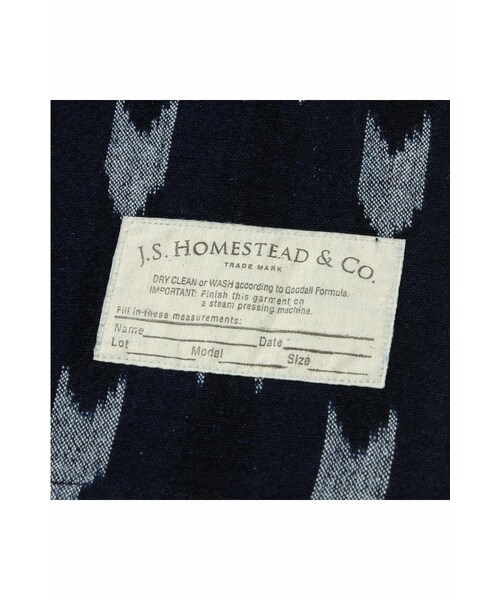 J.S. HOMESTEAD & CO.
TRADE MARK
DRY CLEAN or WASH according to Goodall Formula.
IMPORTANT: Finish this garment on
a steam pressing machine.
Fill in these measurements:
Name Date
Lot Model Size